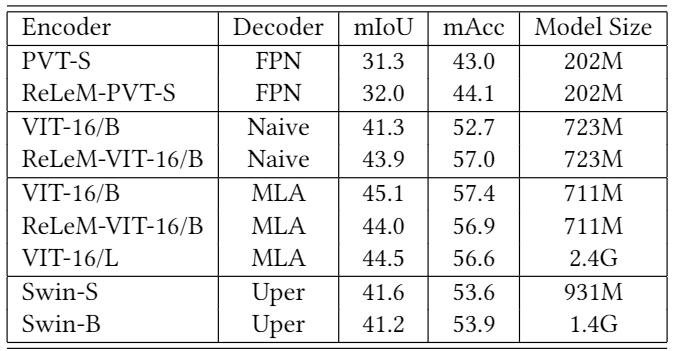 Encoder Decoder mIoU mAcc Model Size
PVT-S FPN 31.3 43.0 202M
ReLeM-PVT-S FPN 32.0 44.1 202M
VIT-16/B Naive 41.3 52.7 723M
ReLeM-VIT-16/B Naive 43.9 57.0 723M
VIT-16/B MLA 45.1 57.4 711M
ReLeM-VIT-16/B MLA 44.0 56.9 711M
VIT-16/L MLA 44.5 56.6 2.4G
Swin-S Uper 41.6 53.6 931M
Swin-B Uper 41.2 53.9 1.4G